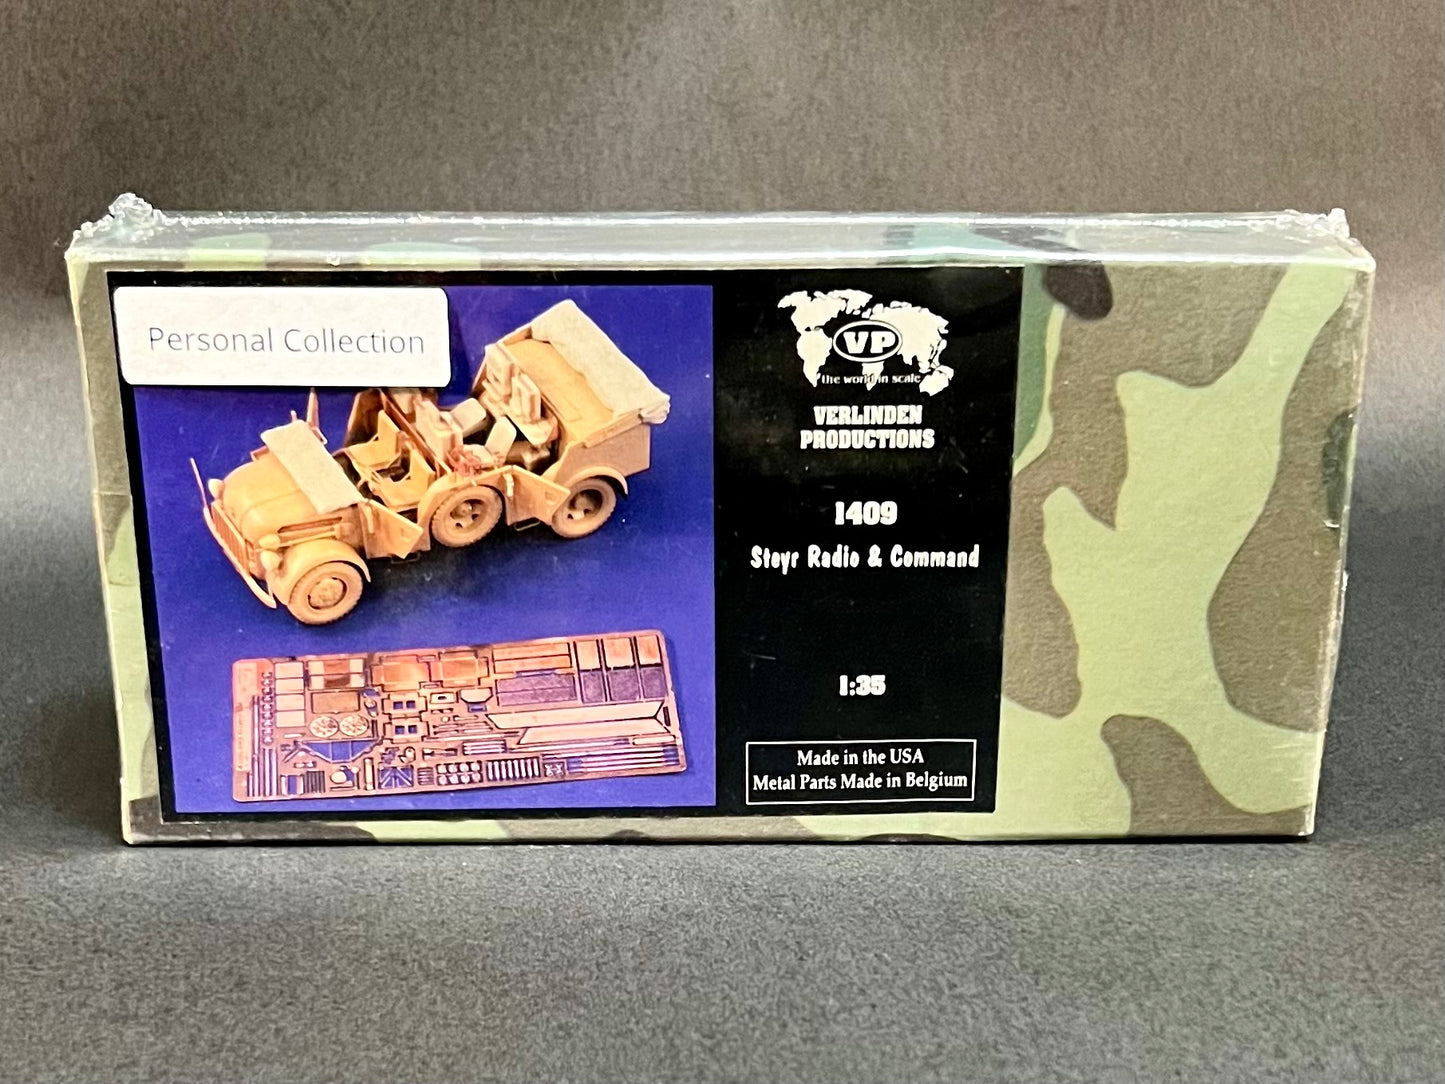 Personal Collection
VP
the world in scale
VERLINDEN
PRODUCTIONS
1409
Steyr Radio & Command
1:35
Made in the USA
Metal Parts Made in Belgium